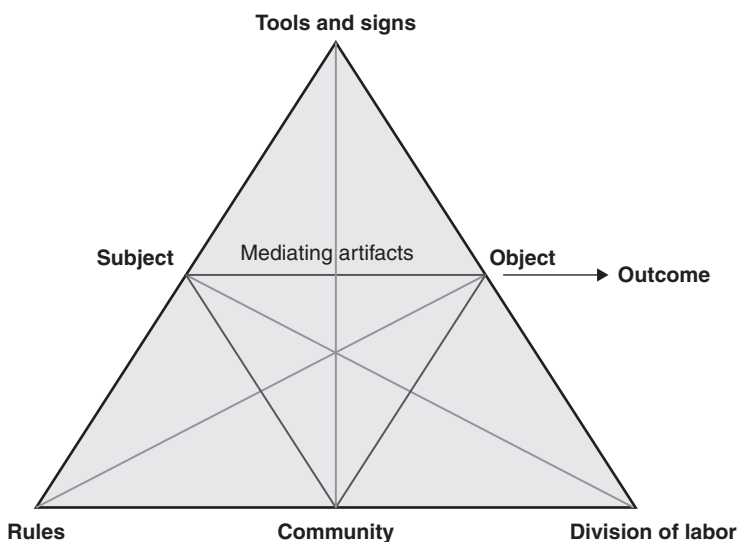 Tools and signs
Subject
Mediating artifacts
Object
Outcome
Rules
Community
Division of labor